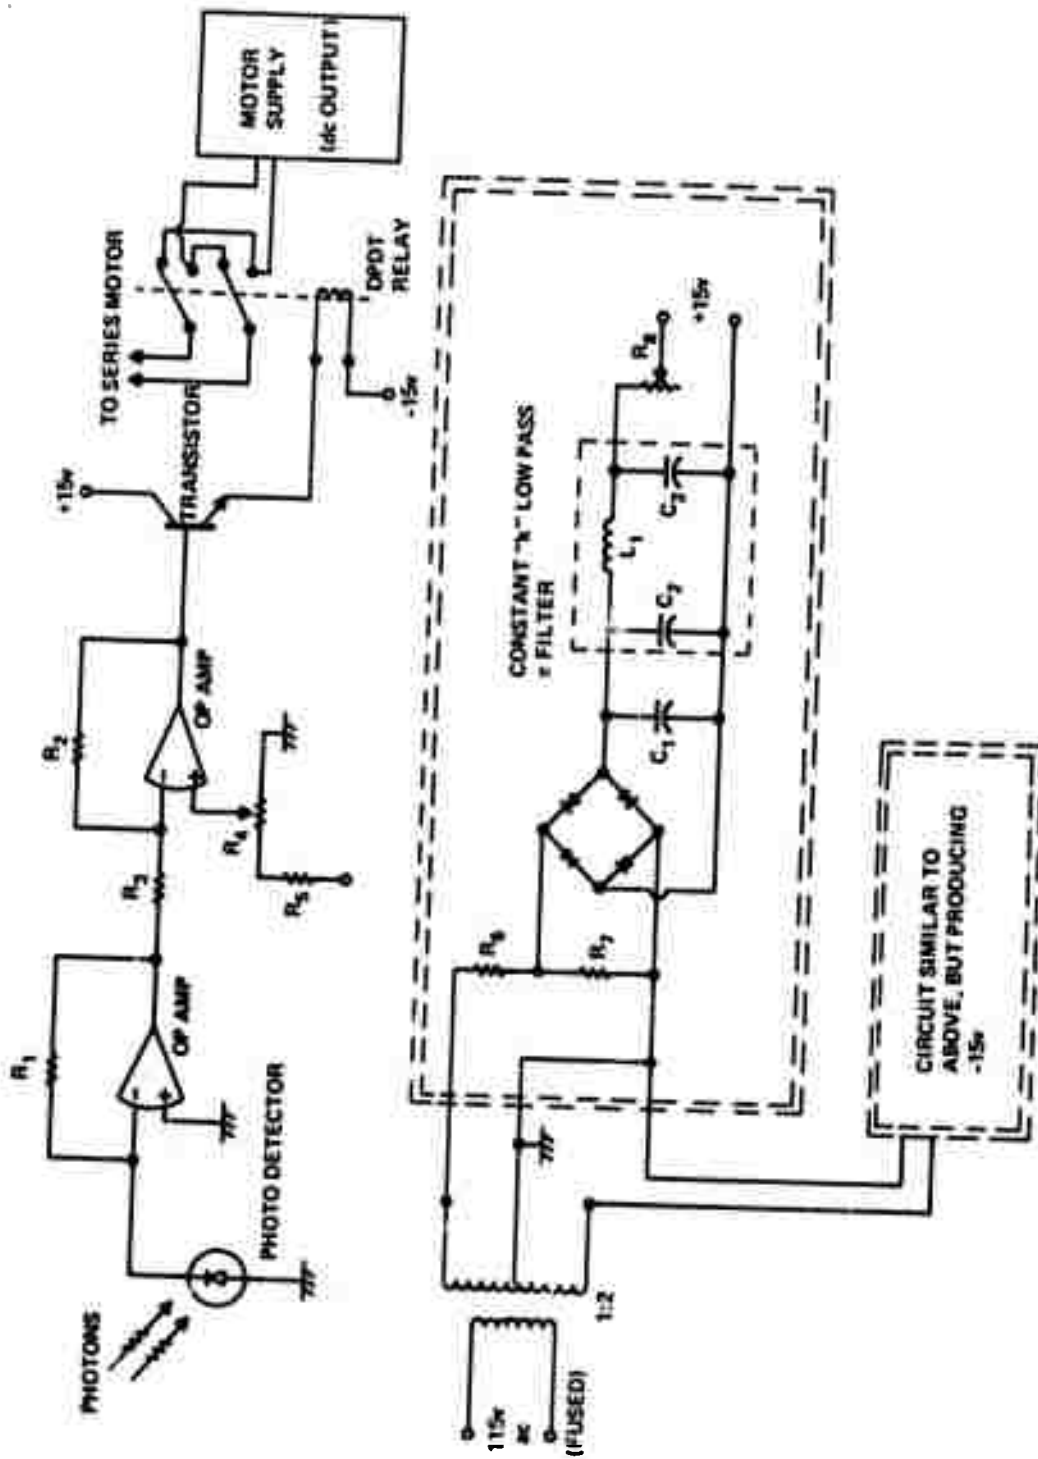 PHOTONS
PHOTO DETECTOR
R1
OP AMP
R3
R2
OP AMP
R4
R5
+15v
TRANSISTOR
TO SERIES MOTOR
-15v
DPDT
RELAY
MOTOR
SUPPLY
(dc OUTPUT)
115v
ac
(FUSED)
1:2
R6
R7
C1
CONSTANT "k" LOW PASS
π FILTER
C2
L1
C3
R8
+15v
CIRCUIT SIMILAR TO
ABOVE, BUT PRODUCING
-15v